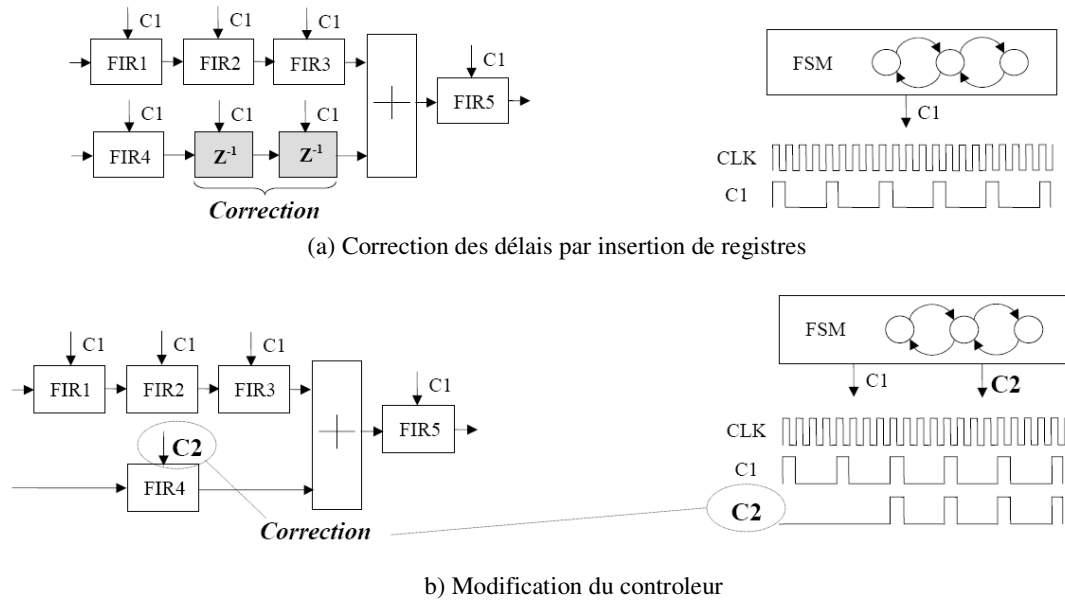 C1 C1 C1
FIR1 FIR2 FIR3
C1
FIR5
C1 C1 C1
FIR4 Z-1 Z-1
Correction
FSM
C1
CLK
C1
(a) Correction des délais par insertion de registres
C1 C1 C1
FIR1 FIR2 FIR3
C1
FIR5
C2
FIR4
Correction
FSM
C1 C2
CLK
C1
C2
b) Modification du controleur